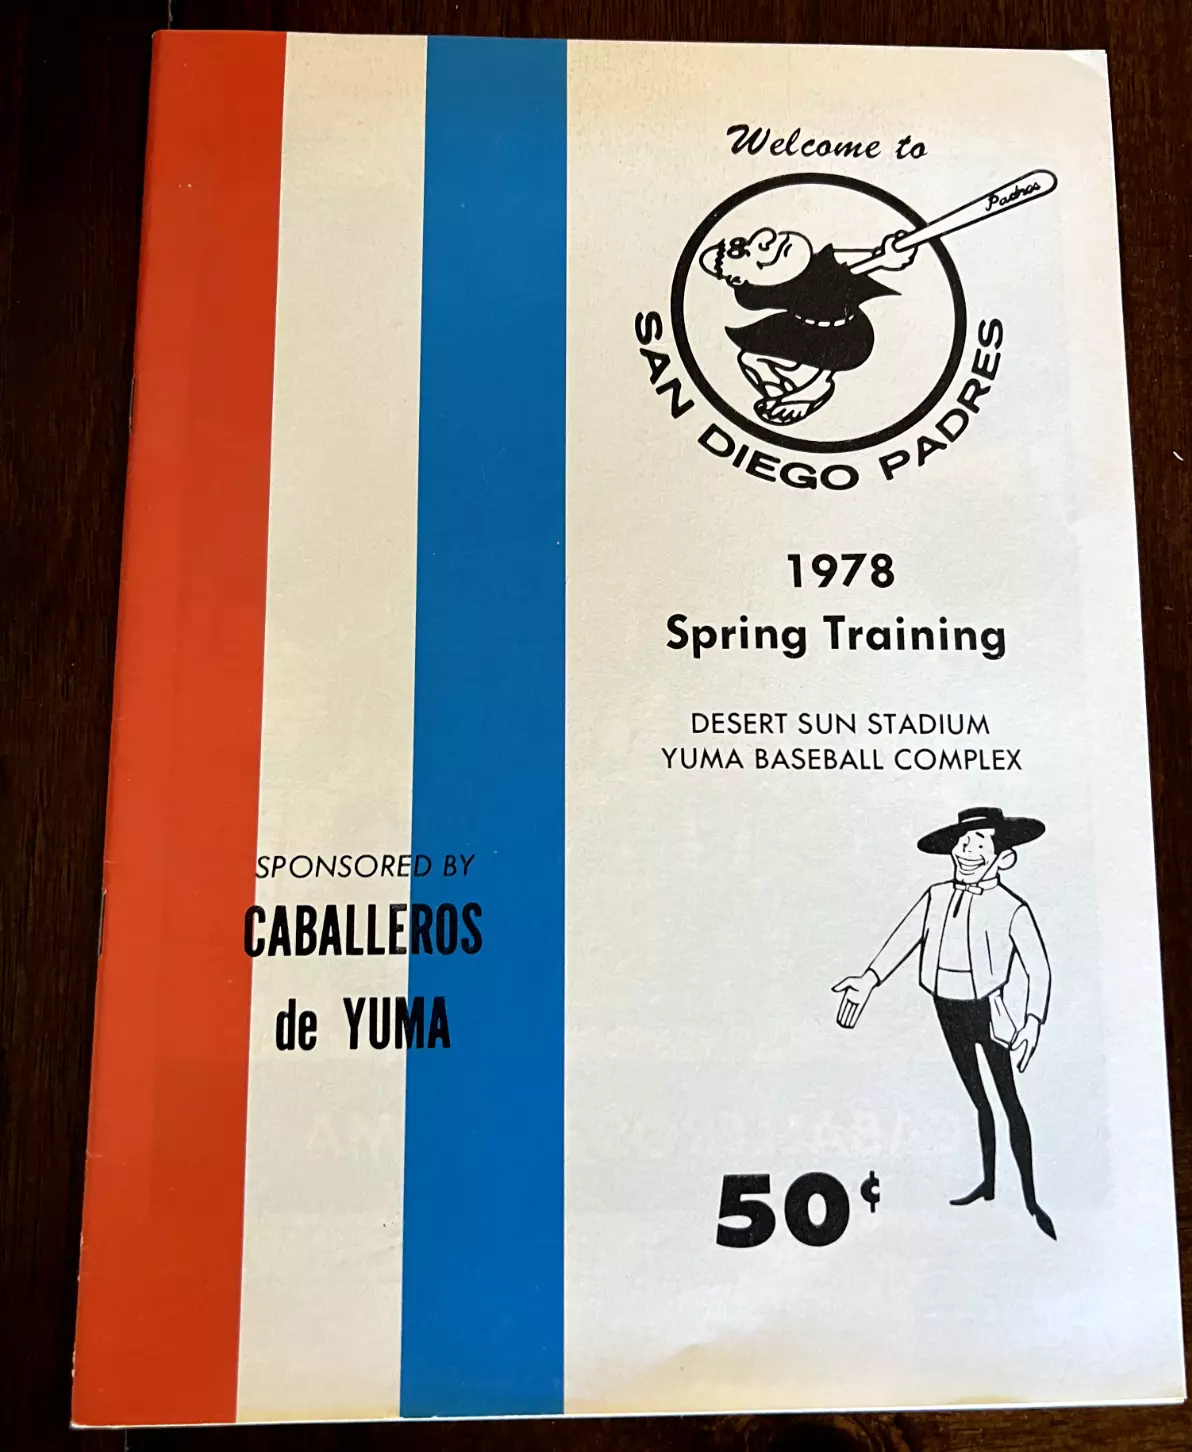 Welcome to
Padres
SAN DIEGO PADRES
1978
Spring Training
DESERT SUN STADIUM
YUMA BASEBALL COMPLEX
SPONSORED BY
CABALLEROS
de YUMA
50¢